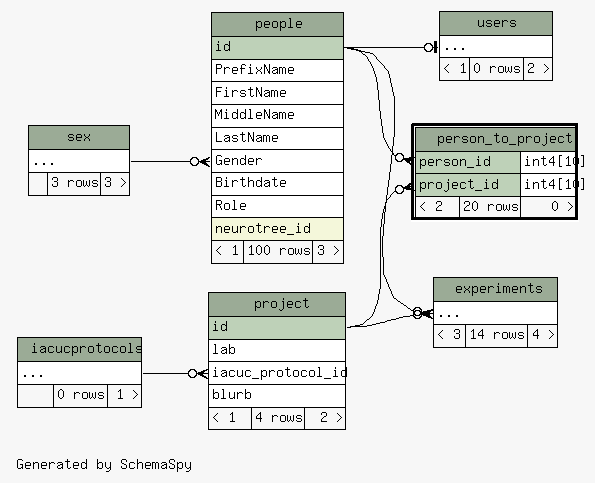 people
id
PrefixName
FirstName
MiddleName
LastName
Gender
Birthdate
Role
neurotree_id
< 1 100 rows 3 >
users
...
< 1 0 rows 2 >
sex
...
3 rows 3 >
person_to_project
person_id int4[10]
project_id int4[10]
< 2 20 rows 0 >
project
id
lab
iacuc_protocol_id
blurb
< 1 4 rows 2 >
experiments
...
< 3 14 rows 4 >
iacucprotocols
...
0 rows 1 >
Generated by SchemaSpy